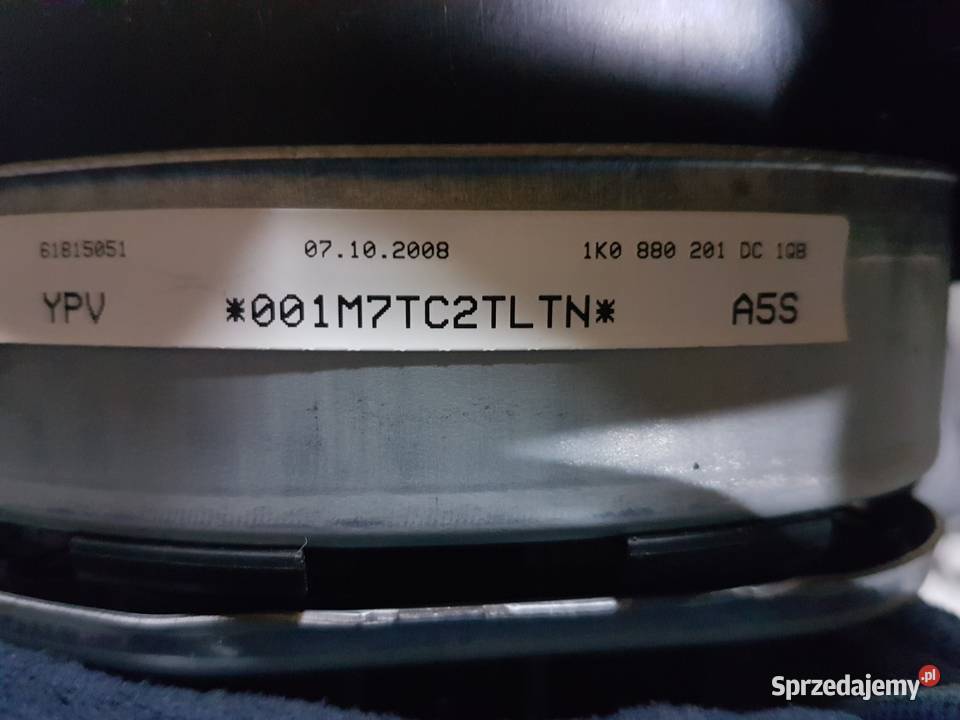 61815051 07.10.2008 1K0 880 201 DC 1QB
YPV *001M7TC2TLTN* A5S
Sprzedajemy.pl